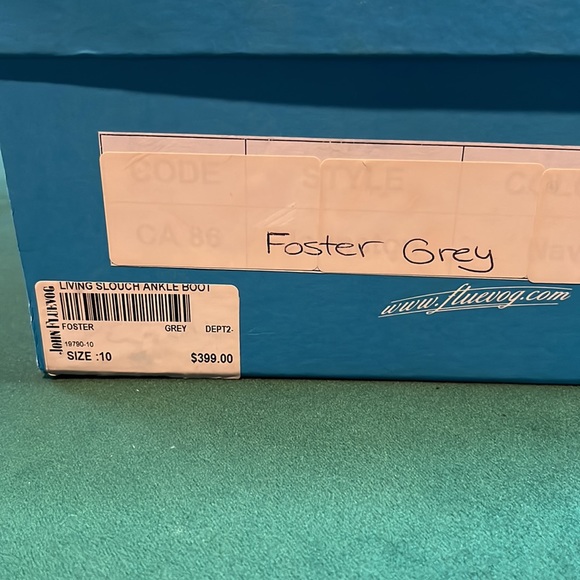 CODE STYLE
CA 86
Foster Grey
www.fluevog.com
JOHN FLUEVOG
LIVING SLOUCH ANKLE BOOT
FOSTER GREY DEPT2-
19790-10
SIZE :10 $399.00